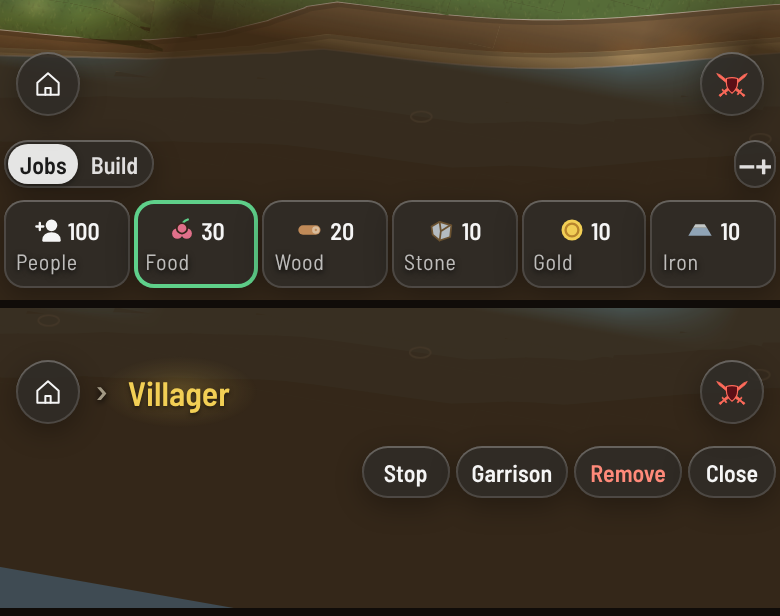 Jobs Build −+
100 30 20 10 10 10
People Food Wood Stone Gold Iron
› Villager
Stop Garrison Remove Close